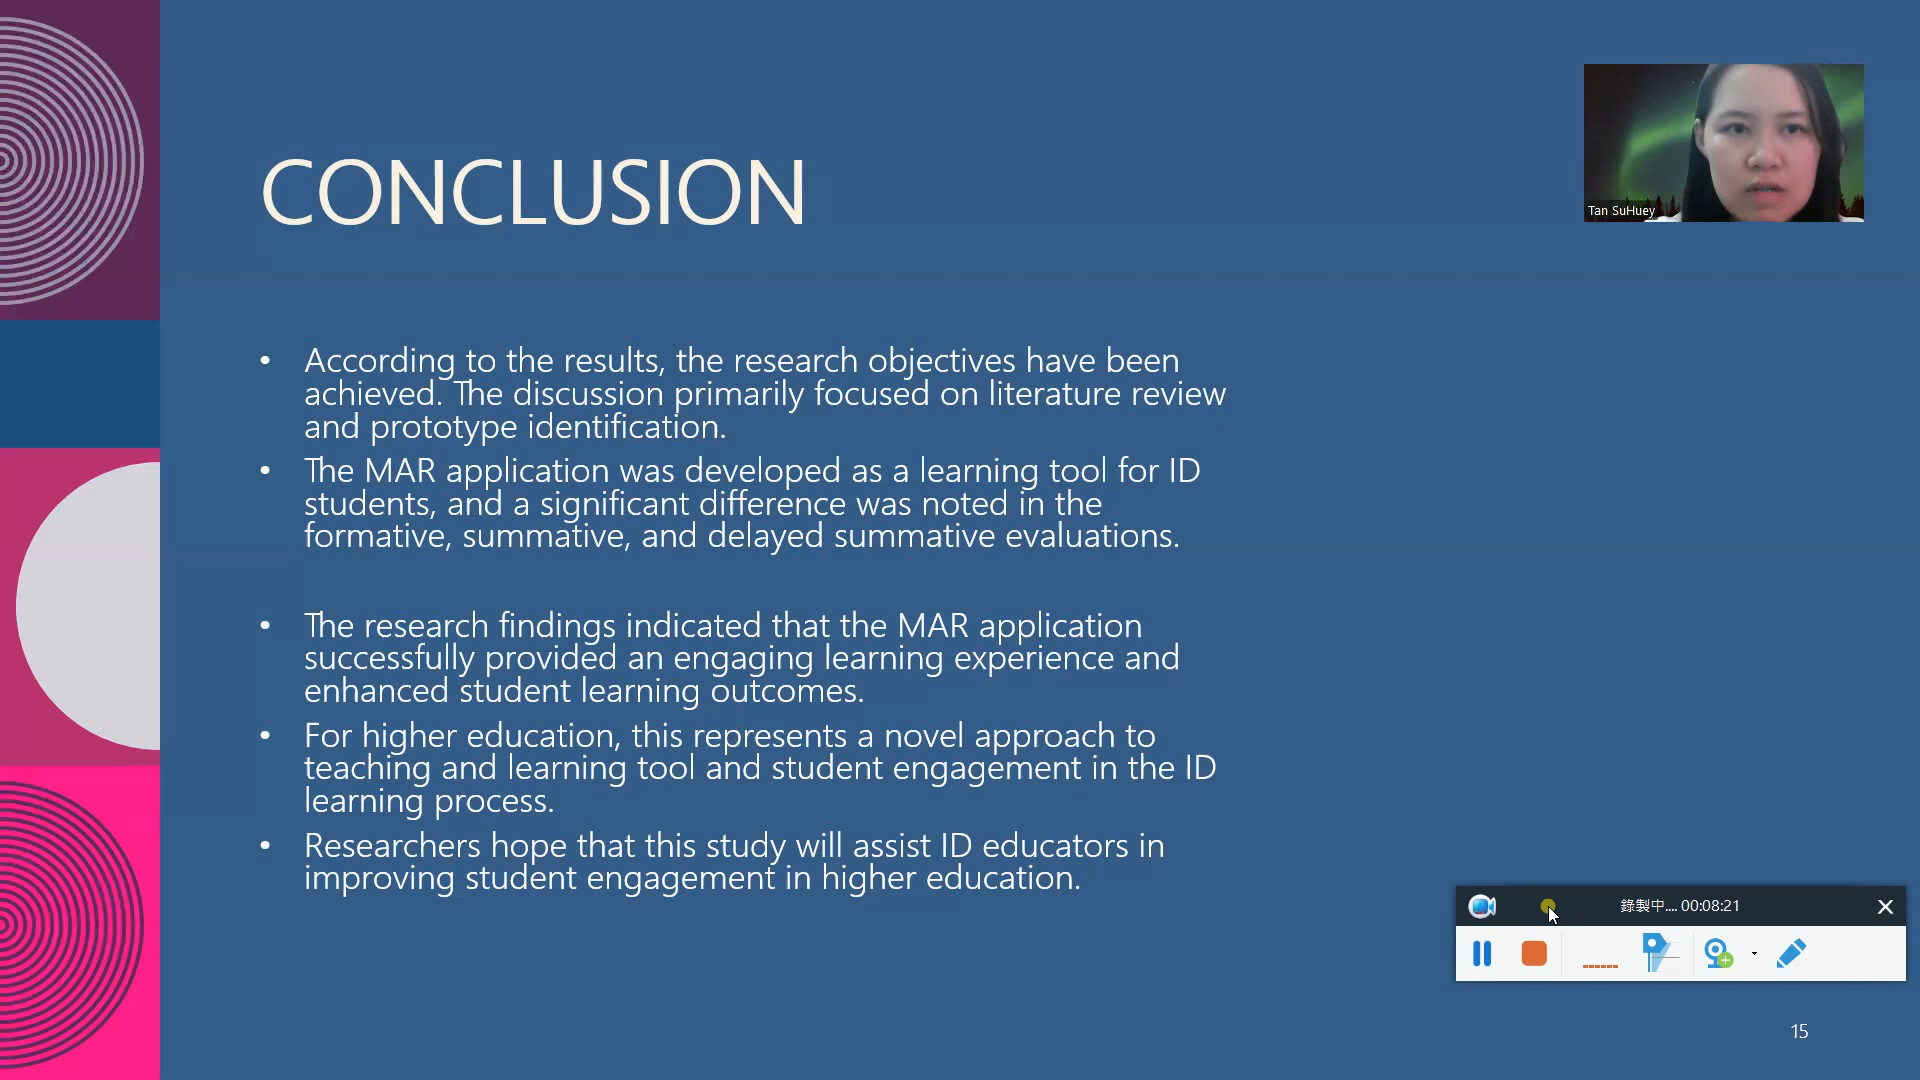 CONCLUSION
Tan SuHuey
• According to the results, the research objectives have been
achieved. The discussion primarily focused on literature review
and prototype identification.
• The MAR application was developed as a learning tool for ID
students, and a significant difference was noted in the
formative, summative, and delayed summative evaluations.
• The research findings indicated that the MAR application
successfully provided an engaging learning experience and
enhanced student learning outcomes.
• For higher education, this represents a novel approach to
teaching and learning tool and student engagement in the ID
learning process.
• Researchers hope that this study will assist ID educators in
improving student engagement in higher education.
錄製中.... 00:08:21
15